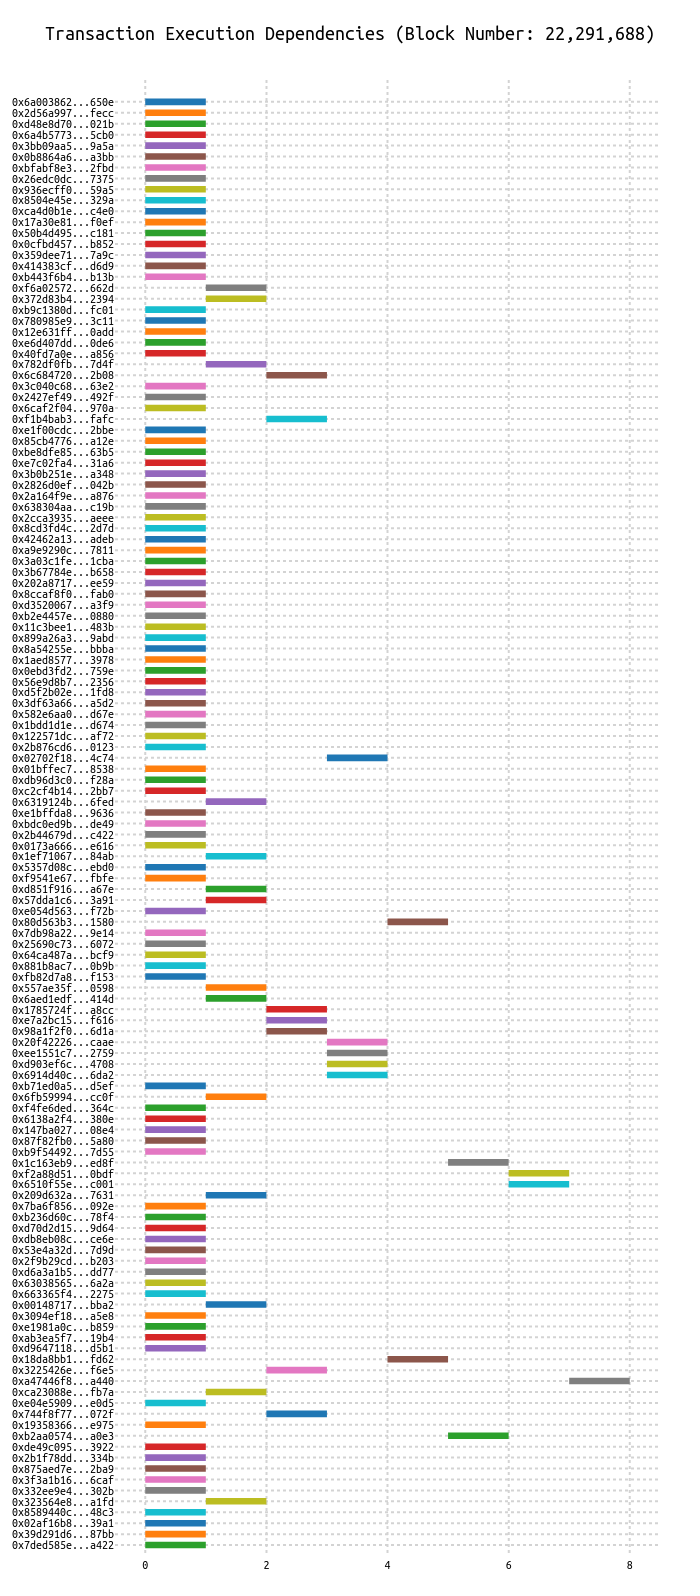 Transaction Execution Dependencies (Block Number: 22,291,688)
0x6a003862...650e
0x2d56a997...fecc
0xd48e8d70...021b
0x6a4b5773...5cb0
0x3bb09aa5...9a5a
0x0b8864a6...a3bb
0xbfabf8e3...2fbd
0x26edc0dc...7375
0x936ecff0...59a5
0x8504e45e...329a
0xca4d0b1e...c4e0
0x17a30e81...f0ef
0x50b4d495...c181
0x0cfbd457...b852
0x359dee71...7a9c
0x414383cf...d6d9
0xb443f6b4...b13b
0xf6a02572...662d
0x372d83b4...2394
0xb9c1380d...fc01
0x780985e9...3c11
0x12e631ff...0add
0xe6d407dd...0de6
0x40fd7a0e...a856
0x782df0fb...7d4f
0x6c684720...2b08
0x3c040c68...63e2
0x2427ef49...492f
0x6caf2f04...970a
0xf1b4bab3...fafc
0xe1f00cdc...2bbe
0x85cb4776...a12e
0xbe8dfe85...63b5
0xe7c02fa4...31a6
0x3b0b251e...a348
0x2826d0ef...042b
0x2a164f9e...a876
0x638304aa...c19b
0x2cca3935...aeee
0x8cd3fd4c...2d7d
0x42462a13...adeb
0xa9e9290c...7811
0x3a03c1fe...1cba
0x3b67784e...b658
0x202a8717...ee59
0x8ccaf8f0...fab0
0xd3520067...a3f9
0xb2e4457e...0880
0x11c3bee1...483b
0x899a26a3...9abd
0x8a54255e...bbba
0x1aed8577...3978
0x0ebd3fd2...759e
0x56e9d8b7...2356
0xd5f2b02e...1fd8
0x3df63a66...a5d2
0x582e6aa0...d67e
0x1bdd1d1e...d674
0x122571dc...af72
0x2b876cd6...0123
0x02702f18...4c74
0x01bffec7...8538
0xdb96d3c0...f28a
0xc2cf4b14...2bb7
0x6319124b...6fed
0xe1bffda8...9636
0xbdc0ed9b...de49
0x2b44679d...c422
0x0173a666...e616
0x1ef71067...84ab
0x5357d08c...ebd0
0xf9541e67...fbfe
0xd851f916...a67e
0x57dda1c6...3a91
0xe054d563...f72b
0x80d563b3...1580
0x7db98a22...9e14
0x25690c73...6072
0x64ca487a...bcf9
0x881b8ac7...0b9b
0xfb82d7a8...f153
0x557ae35f...0598
0x6aed1edf...414d
0x1785724f...a8cc
0xe7a2bc15...f616
0x98a1f2f0...6d1a
0x20f42226...caae
0xee1551c7...2759
0xd903ef6c...4708
0x6914d40c...6da2
0xb71ed0a5...d5ef
0x6fb59994...cc0f
0xf4fe6ded...364c
0x6138a2f4...380e
0x147ba027...08e4
0x87f82fb0...5a80
0xb9f54492...7d55
0x1c163eb9...ed8f
0xf2a88d51...0bdf
0x6510f55e...c001
0x209d632a...7631
0x7ba6f856...092e
0xb236d60c...78f4
0xd70d2d15...9d64
0xdb8eb08c...ce6e
0x53e4a32d...7d9d
0x2f9b29cd...b203
0xd6a3a1b5...dd77
0x63038565...6a2a
0x663365f4...2275
0x00148717...bba2
0x3094ef18...a5e8
0xe1981a0c...b859
0xab3ea5f7...19b4
0xd9647118...d5b1
0x18da8bb1...fd62
0x3225426e...f6e5
0xa47446f8...a440
0xca23088e...fb7a
0xe04e5909...e0d5
0x744f8f77...072f
0x19358366...e975
0xb2aa0574...a0e3
0xde49c095...3922
0x2b1f78dd...334b
0x875aed7e...2ba9
0x3f3a1b16...6caf
0x332ee9e4...302b
0x323564e8...a1fd
0x8589440c...48c3
0x02af16b8...39a1
0x39d291d6...87bb
0x7ded585e...a422
0 2 4 6 8